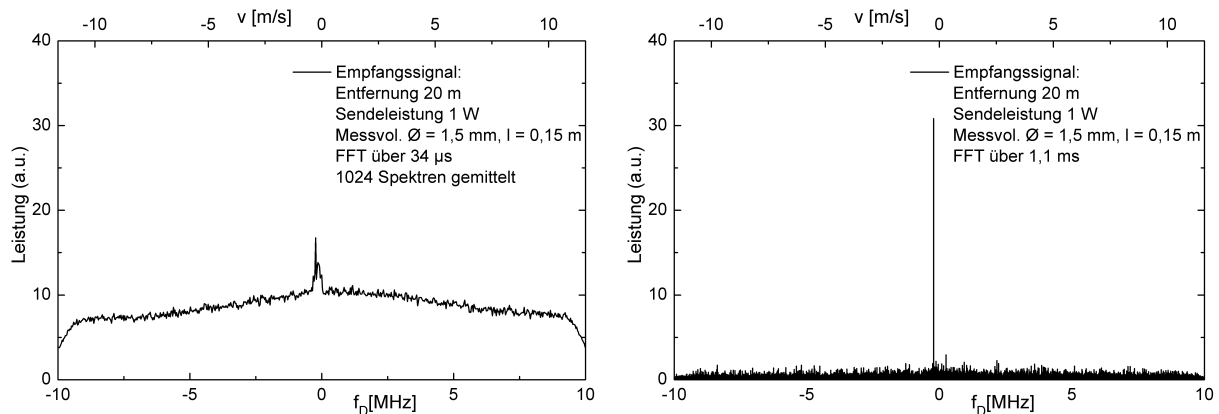 v [m/s]
-10 -5 0 5 10
40
30
20
10
0
Leistung (a.u.)
Empfangssignal:
Entfernung 20 m
Sendeleistung 1 W
Messvol. Ø = 1,5 mm, l = 0,15 m
FFT über 34 µs
1024 Spektren gemittelt
-10 -5 0 5 10
f_D[MHz]
v [m/s]
-10 -5 0 5 10
40
30
20
10
0
Leistung (a.u.)
Empfangssignal:
Entfernung 20 m
Sendeleistung 1 W
Messvol. Ø = 1,5 mm, l = 0,15 m
FFT über 1,1 ms
-10 -5 0 5 10
f_D[MHz]